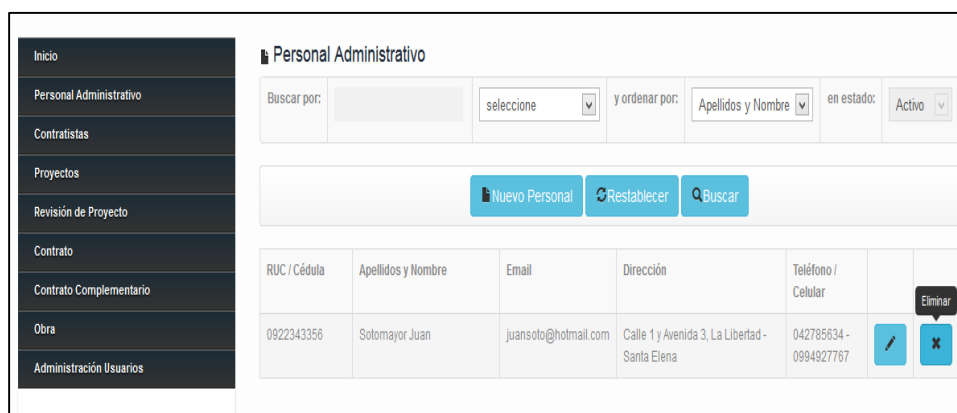 Inicio
Personal Administrativo
Contratistas
Proyectos
Revisión de Proyecto
Contrato
Contrato Complementario
Obra
Administración Usuarios
Personal Administrativo
Buscar por: seleccione y ordenar por: Apellidos y Nombre en estado: Activo
Nuevo Personal Restablecer Buscar
RUC / Cédula Apellidos y Nombre Email Dirección Teléfono /
Celular
Eliminar
0922343356 Sotomayor Juan juansoto@hotmail.com Calle 1 y Avenida 3, La Libertad - 042785634 -
Santa Elena 0994927767